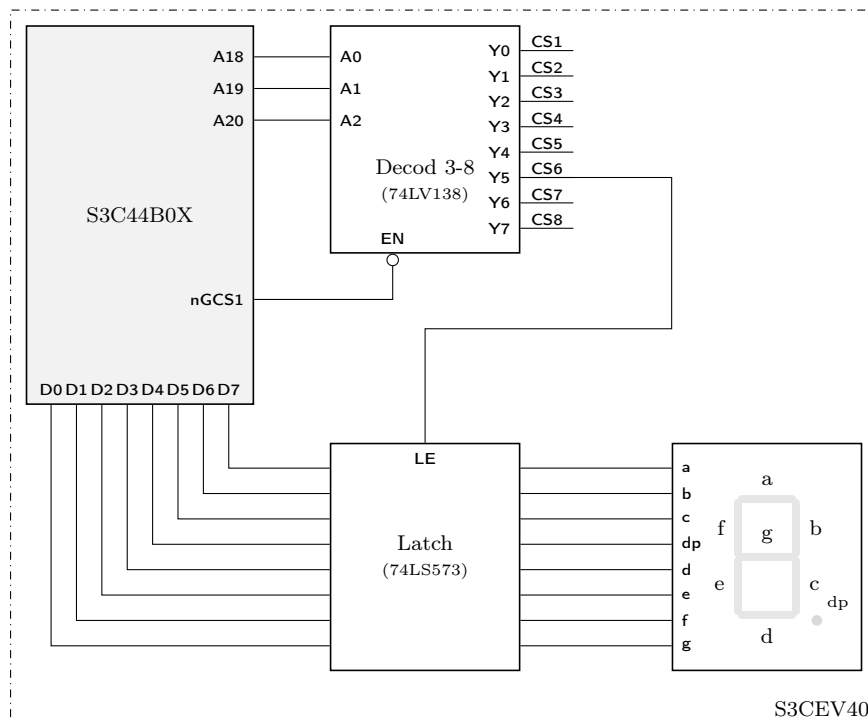 A18 A0 Y0 CS1
Y1 CS2
A19 A1 Y2 CS3
A20 A2 Y3 CS4
Y4 CS5
Decod 3-8 Y5 CS6
(74LV138) Y6 CS7
S3C44B0X Y7 CS8
EN
nGCS1
D0 D1 D2 D3 D4 D5 D6 D7
LE
a
a
b
c f g b
Latch dp
(74LS573) d
e e c dp
f
g d
S3CEV40